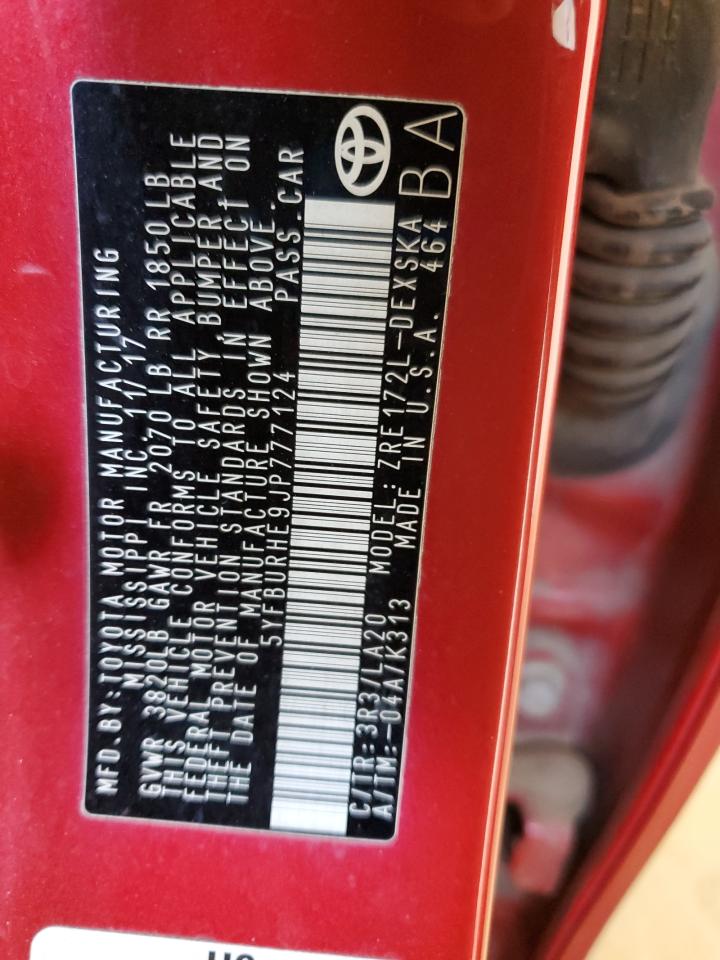 MFD.BY:TOYOTA MOTOR MANUFACTURING
MISSISSIPPI INC 11/17
GVWR 3820LB GAWR FR 2070 LB RR 1850 LB
THIS VEHICLE CONFORMS TO ALL APPLICABLE
FEDERAL MOTOR VEHICLE SAFETY, BUMPER,AND
THEFT PREVENTION STANDARDS IN EFFECT ON
THE DATE OF MANUFACTURE SHOWN ABOVE.
5YFBURHE9JP777124 PASS.CAR
C/TR:3R3/LA20 MODEL:ZRE172L-DEXSKA
A/TM:-04A/K313 MADE IN U.S.A. 464
BA